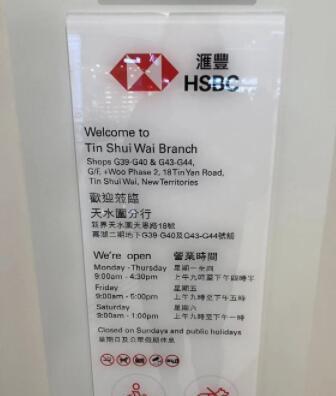 滙豐
HSBC
Welcome to
Tin Shui Wai Branch
Shops G39-G40 & G43-G44,
G/F, +Woo Phase 2, 18 Tin Yan Road,
Tin Shui Wai, New Territories
歡迎蒞臨
天水圍分行
新界天水圍天恩路18號
嘉湖二期地下G39-G40及G43-G44號舖
We're open 營業時間
Monday - Thursday 星期一至四
9:00am - 4:30pm 上午九時至下午四時半
Friday 星期五
9:00am - 5:00pm 上午九時至下午五時
Saturday 星期六
9:00am - 1:00pm 上午九時至下午一時
Closed on Sundays and public holidays
星期日及公眾假期休息